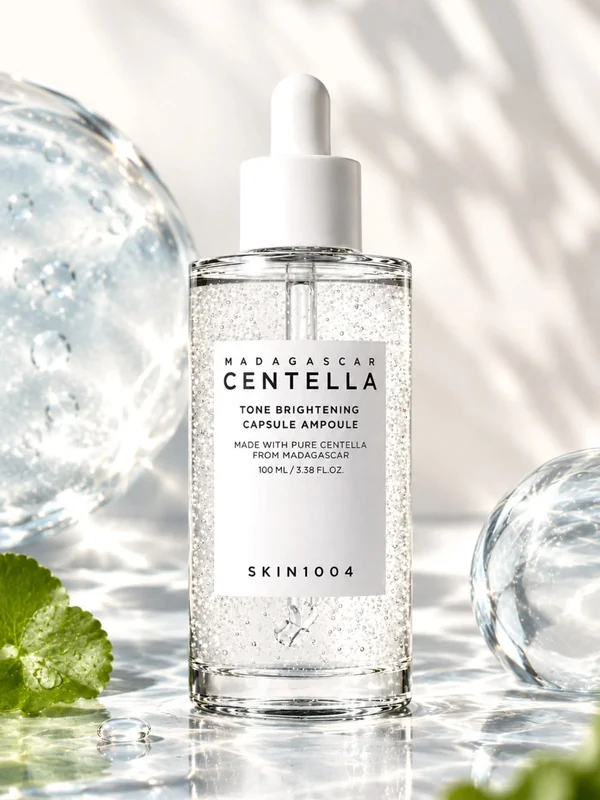 MADAGASCAR
CENTELLA
TONE BRIGHTENING
CAPSULE AMPOULE
MADE WITH PURE CENTELLA
FROM MADAGASCAR
100 ML / 3.38 FL.OZ.
SKIN1004